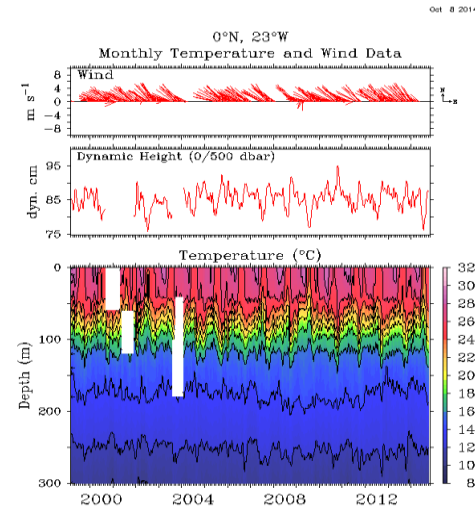 Oct 8 2014
0°N, 23°W
Monthly Temperature and Wind Data
Wind
8
4
0
-4
-8
m s⁻¹
N
E
Dynamic Height (0/500 dbar)
95
85
75
dyn. cm
Temperature (°C)
0
100
200
300
Depth (m)
32
30
28
26
24
22
20
18
16
14
12
10
8
2000 2004 2008 2012